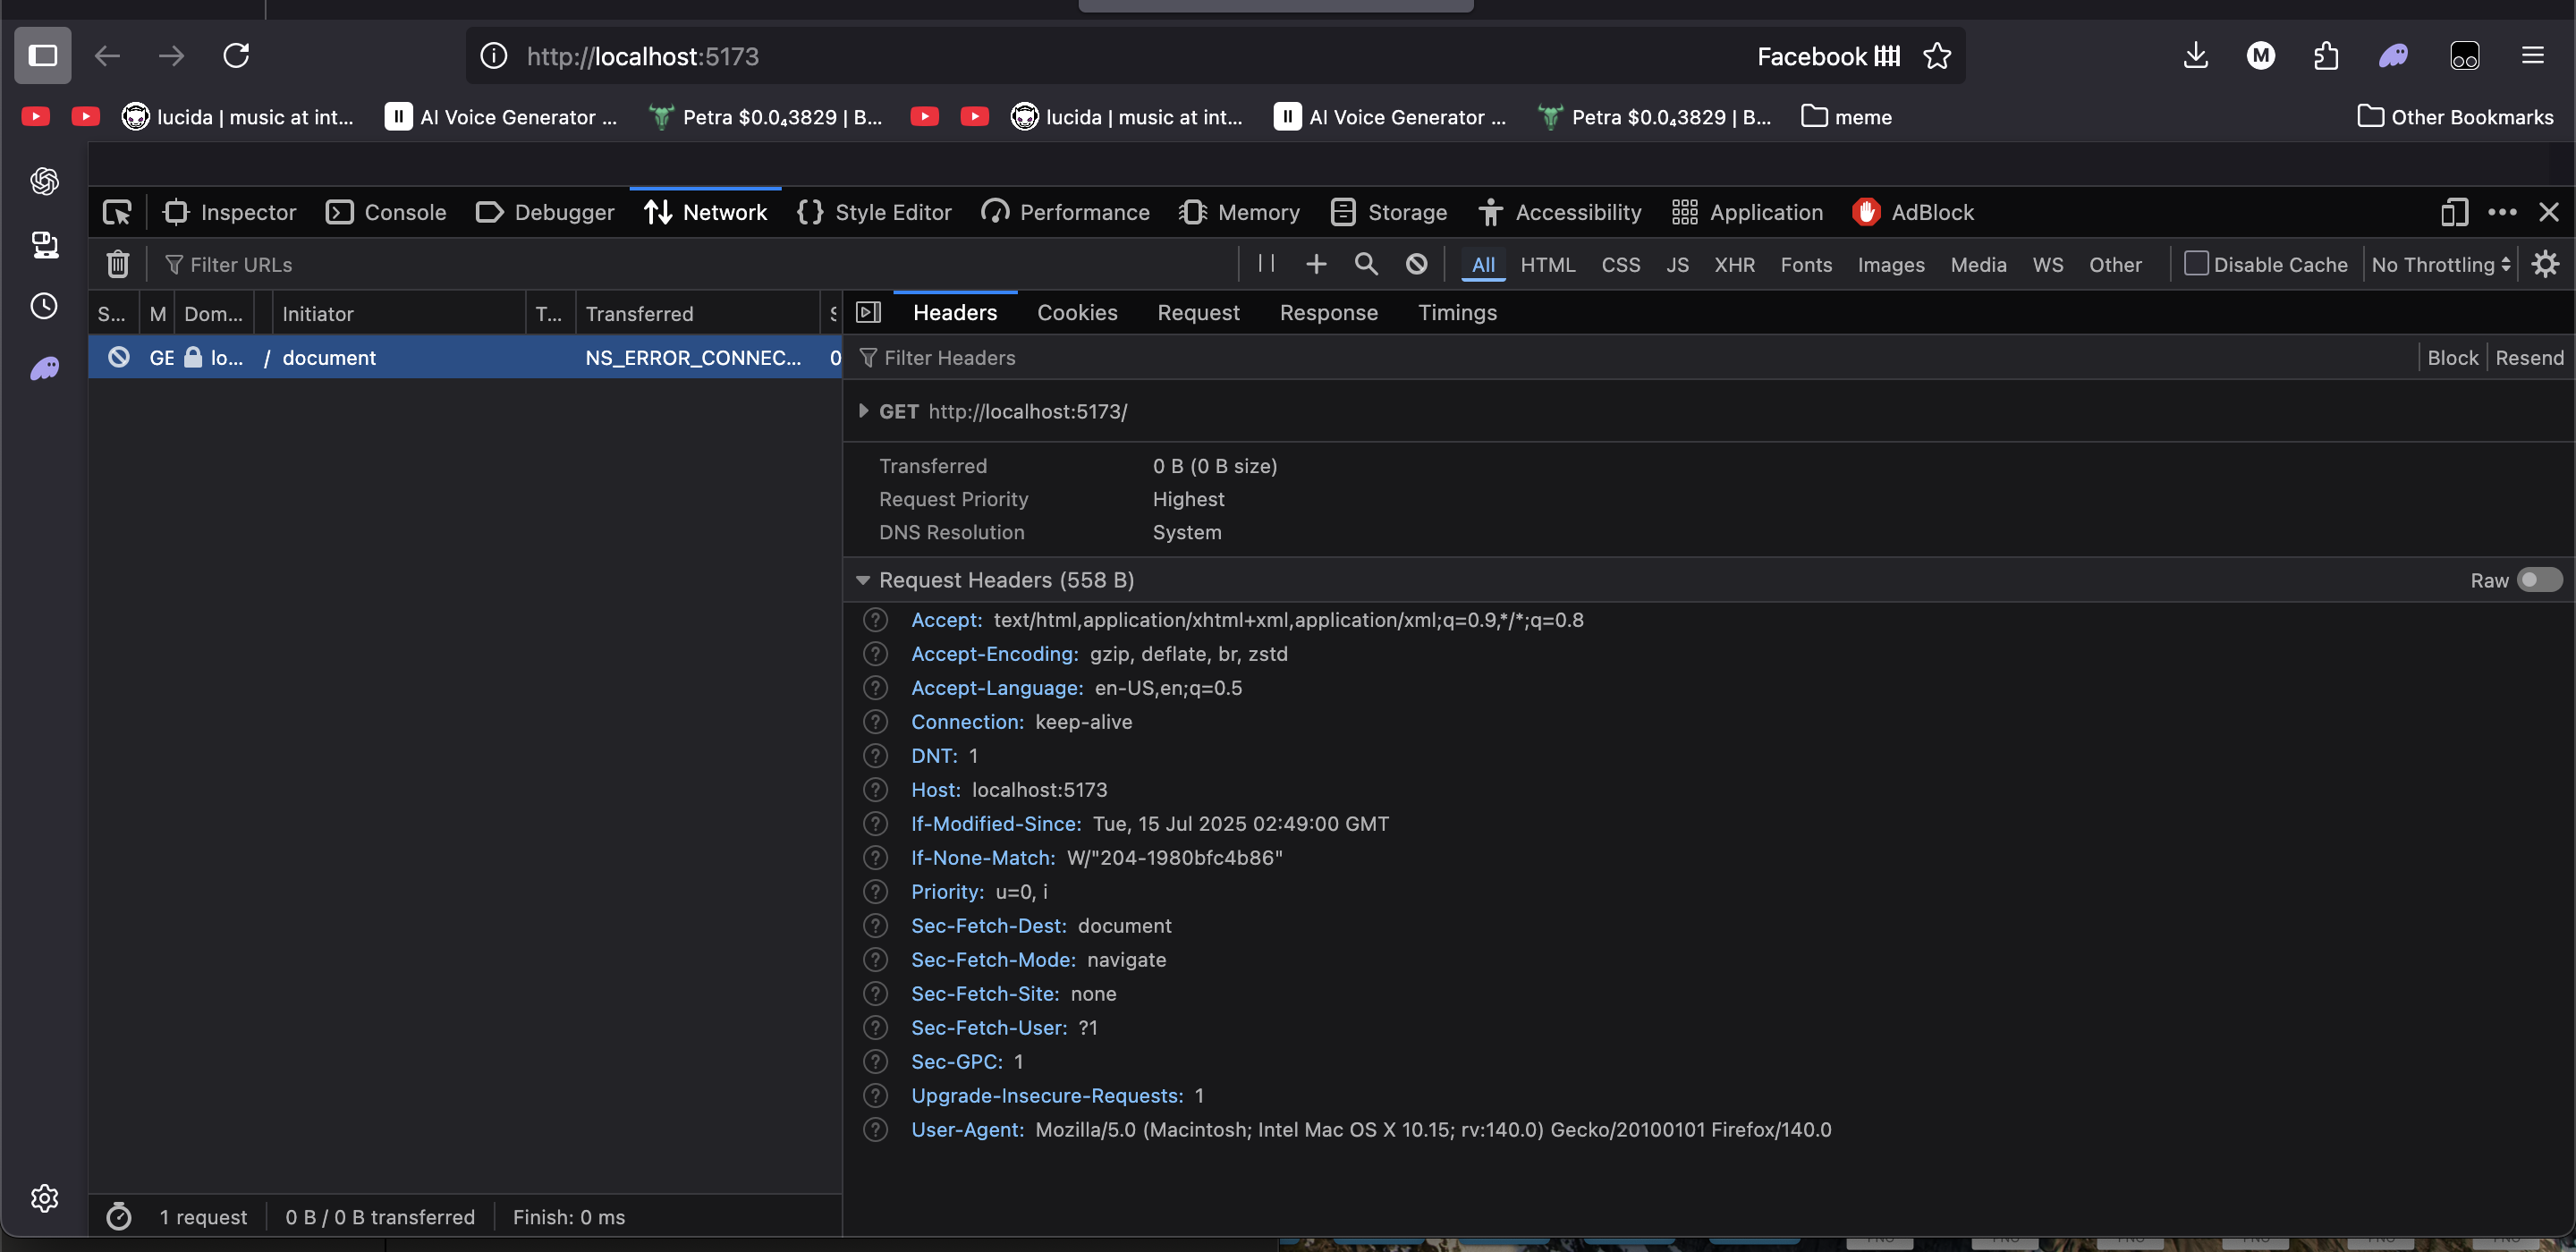 http://localhost:5173 Facebook
lucida | music at int... AI Voice Generator ... Petra $0.0₄3829 | B... lucida | music at int... AI Voice Generator ... Petra $0.0₄3829 | B... meme Other Bookmarks
Inspector Console Debugger Network Style Editor Performance Memory Storage Accessibility Application AdBlock
Filter URLs All HTML CSS JS XHR Fonts Images Media WS Other Disable Cache No Throttling
S... M Dom... Initiator T... Transferred S
GE lo... / document NS_ERROR_CONNEC... 0
Headers Cookies Request Response Timings
Filter Headers Block Resend
GET http://localhost:5173/
Transferred 0 B (0 B size)
Request Priority Highest
DNS Resolution System
Request Headers (558 B) Raw
Accept: text/html,application/xhtml+xml,application/xml;q=0.9,*/*;q=0.8
Accept-Encoding: gzip, deflate, br, zstd
Accept-Language: en-US,en;q=0.5
Connection: keep-alive
DNT: 1
Host: localhost:5173
If-Modified-Since: Tue, 15 Jul 2025 02:49:00 GMT
If-None-Match: W/"204-1980bfc4b86"
Priority: u=0, i
Sec-Fetch-Dest: document
Sec-Fetch-Mode: navigate
Sec-Fetch-Site: none
Sec-Fetch-User: ?1
Sec-GPC: 1
Upgrade-Insecure-Requests: 1
User-Agent: Mozilla/5.0 (Macintosh; Intel Mac OS X 10.15; rv:140.0) Gecko/20100101 Firefox/140.0
1 request 0 B / 0 B transferred Finish: 0 ms